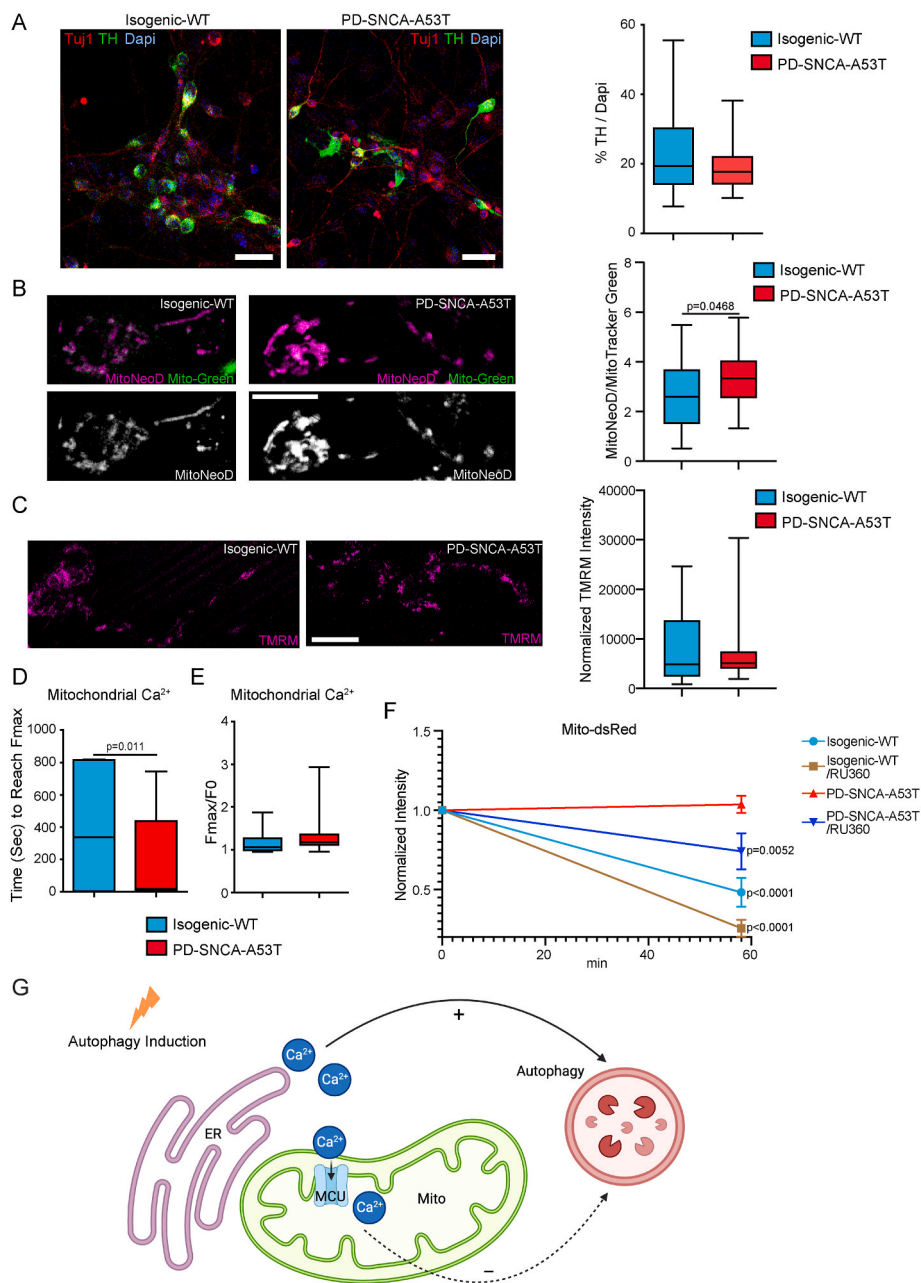 A
Isogenic-WT
PD-SNCA-A53T
Tuj1 TH Dapi
Tuj1 TH Dapi
% TH / Dapi
60
40
20
0
Isogenic-WT
PD-SNCA-A53T
B
Isogenic-WT
PD-SNCA-A53T
MitoNeoD Mito-Green
MitoNeoD Mito-Green
MitoNeoD
MitoNeoD
MitoNeoD/MitoTracker Green
8
6
4
2
0
p=0.0468
Isogenic-WT
PD-SNCA-A53T
C
Isogenic-WT
PD-SNCA-A53T
TMRM
TMRM
Normalized TMRM Intensity
40000
30000
20000
10000
0
Isogenic-WT
PD-SNCA-A53T
D
Mitochondrial Ca²⁺
Time (Sec) to Reach Fmax
1000
800
600
400
200
0
p=0.011
E
Mitochondrial Ca²⁺
Fmax/F0
4
3
2
1
0
Isogenic-WT
PD-SNCA-A53T
F
Mito-dsRed
Normalized Intensity
1.5
1.0
0.5
0
20
40
60
min
p=0.0052
p<0.0001
p<0.0001
Isogenic-WT
Isogenic-WT
/RU360
PD-SNCA-A53T
PD-SNCA-A53T
/RU360
G
Autophagy Induction
Ca²⁺
Ca²⁺
+
Autophagy
ER
Ca²⁺
MCU
Ca²⁺
Mito
−